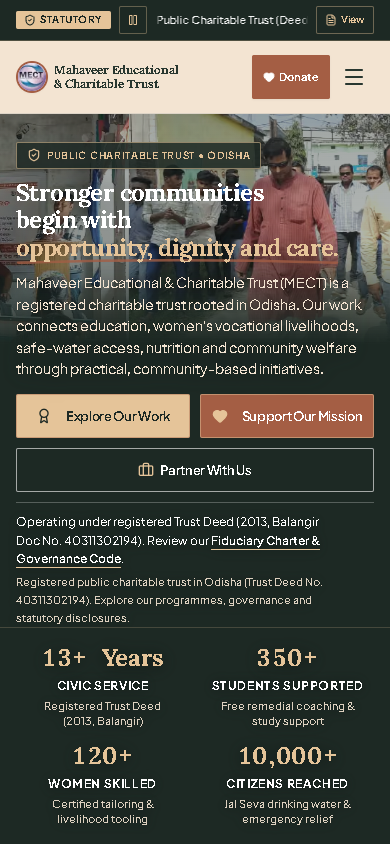 STATUTORY
Public Charitable Trust (Deed
View
MECT
Mahaveer Educational
& Charitable Trust
Donate
PUBLIC CHARITABLE TRUST • ODISHA
Stronger communities
begin with
opportunity, dignity and care.
Mahaveer Educational & Charitable Trust (MECT) is a
registered charitable trust rooted in Odisha. Our work
connects education, women's vocational livelihoods,
safe-water access, nutrition and community welfare
through practical, community-based initiatives.
Explore Our Work
Support Our Mission
Partner With Us
Operating under registered Trust Deed (2013, Balangir
Doc No. 40311302194). Review our Fiduciary Charter &
Governance Code.
Registered public charitable trust in Odisha (Trust Deed No.
40311302194). Explore our programmes, governance and
statutory disclosures.
13+ Years
CIVIC SERVICE
Registered Trust Deed
(2013, Balangir)
350+
STUDENTS SUPPORTED
Free remedial coaching &
study support
120+
WOMEN SKILLED
Certified tailoring &
livelihood tooling
10,000+
CITIZENS REACHED
Jal Seva drinking water &
emergency relief